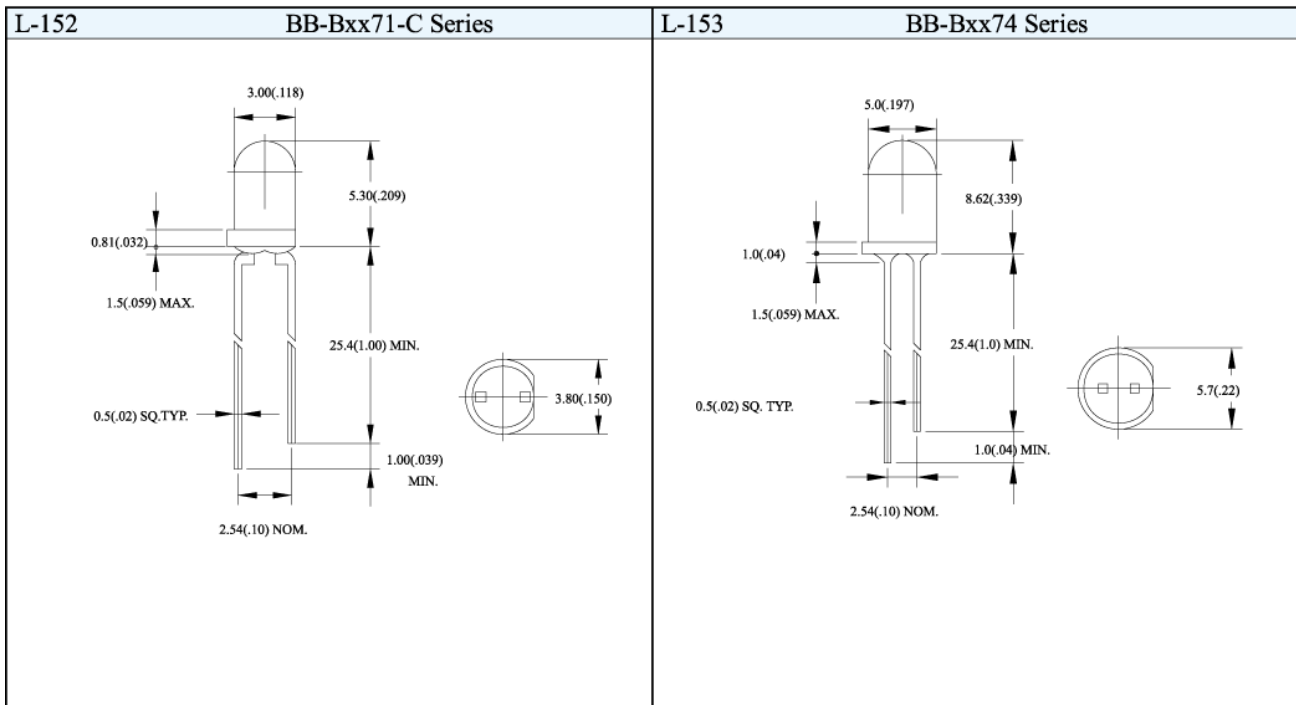 L-152
BB-Bxx71-C Series
3.00(.118)
5.30(.209)
0.81(.032)
1.5(.059) MAX.
25.4(1.00) MIN.
0.5(.02) SQ.TYP.
3.80(.150)
1.00(.039)
MIN.
2.54(.10) NOM.
L-153
BB-Bxx74 Series
5.0(.197)
8.62(.339)
1.0(.04)
1.5(.059) MAX.
25.4(1.0) MIN.
0.5(.02) SQ. TYP.
5.7(.22)
1.0(.04) MIN.
2.54(.10) NOM.